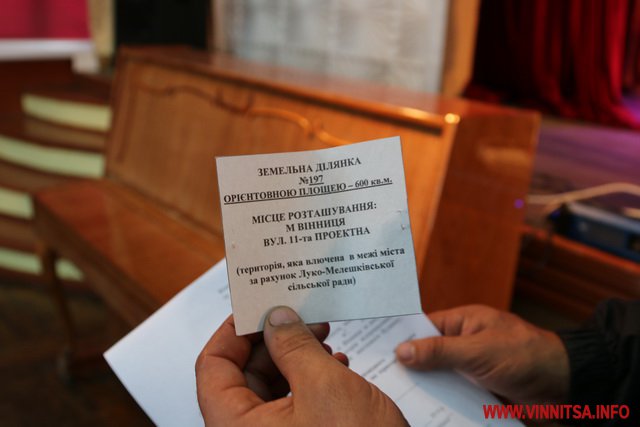 ЗЕМЕЛЬНА ДІЛЯНКА
№197
ОРІЄНТОВНОЮ ПЛОЩЕЮ – 600 кв.м.
МІСЦЕ РОЗТАШУВАННЯ:
М ВІННИЦЯ
ВУЛ. 11-та ПРОЕКТНА
(територія, яка влючена в межі міста
за рахунок Луко-Мелешківської
сільської ради)
WWW.VINNITSA.INFO